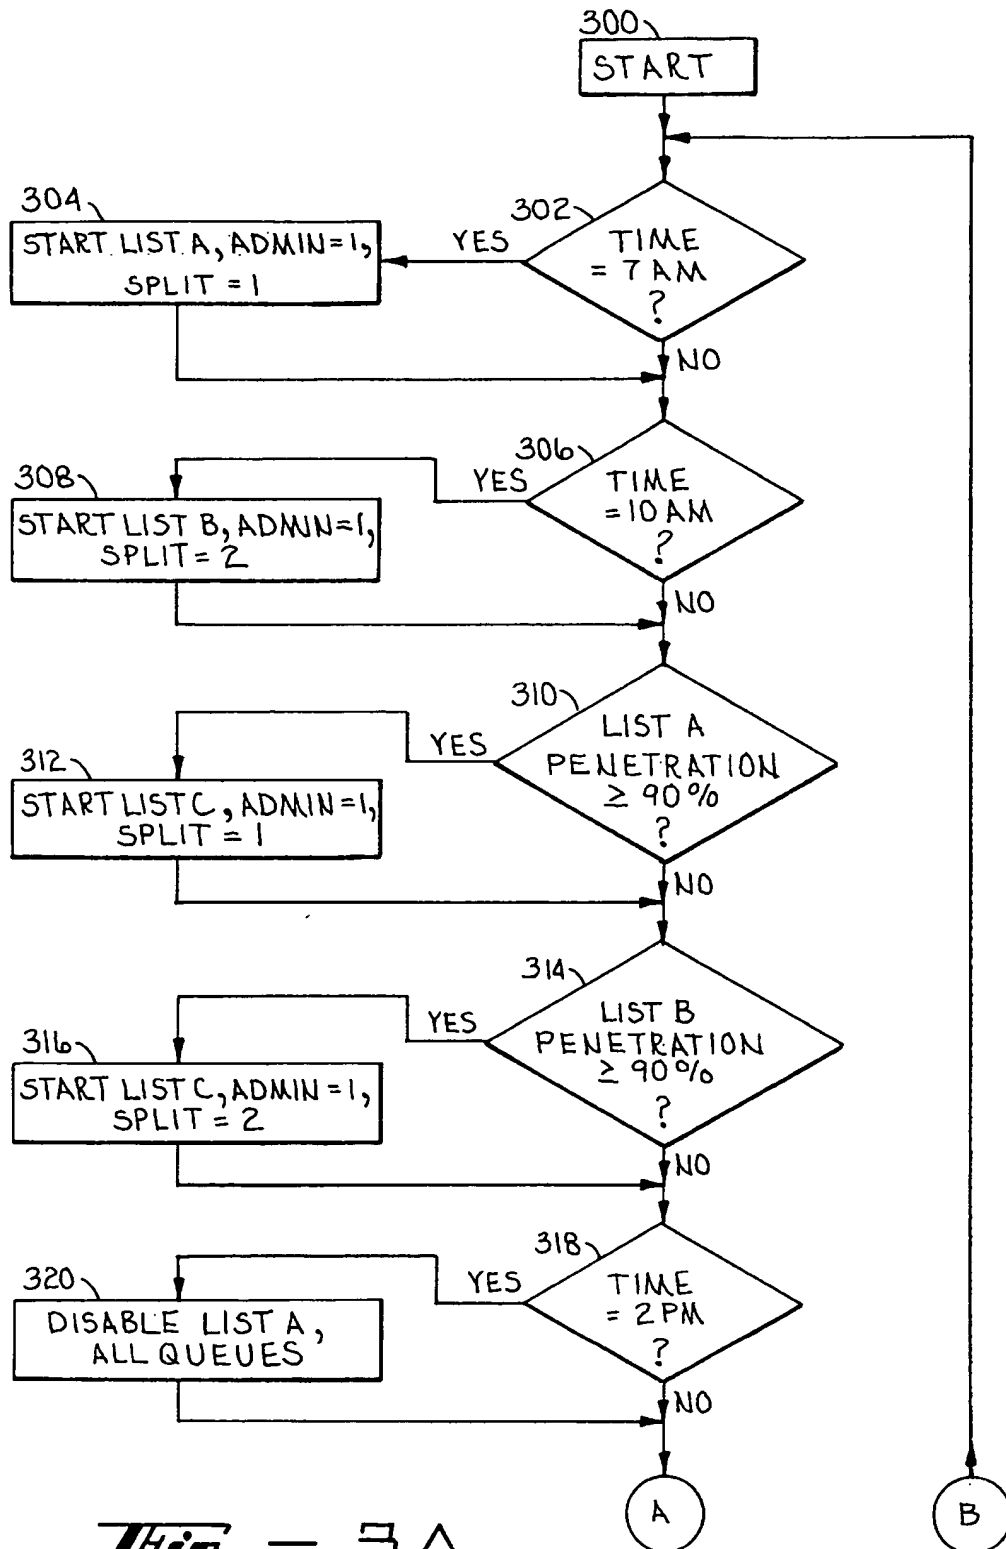 300
START
304
START LIST A, ADMIN=1,
SPLIT = 1
YES
302
TIME
= 7 AM
?
NO
308
START LIST B, ADMIN=1,
SPLIT = 2
YES
306
TIME
=10 AM
?
NO
312
START LIST C, ADMIN=1,
SPLIT = 1
YES
310
LIST A
PENETRATION
≥ 90%
?
NO
316
START LIST C, ADMIN=1,
SPLIT = 2
YES
314
LIST B
PENETRATION
≥ 90%
?
NO
320
DISABLE LIST A,
ALL QUEUES
YES
318
TIME
= 2 PM
?
NO
A
B
- 3A